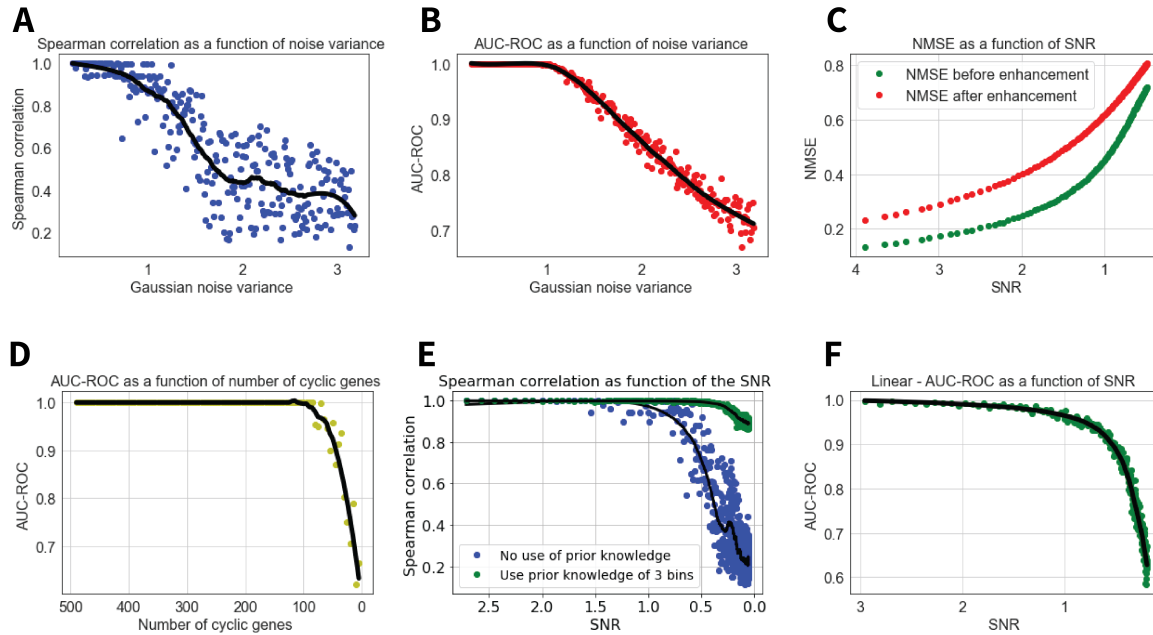 A
Spearman correlation as a function of noise variance
1.0
0.8
0.6
0.4
0.2
Spearman correlation
1
2
3
Gaussian noise variance
B
AUC-ROC as a function of noise variance
1.0
0.9
0.8
0.7
AUC-ROC
1
2
3
Gaussian noise variance
C
NMSE as a function of SNR
NMSE before enhancement
NMSE after enhancement
0.8
0.6
0.4
0.2
NMSE
4
3
2
1
SNR
D
AUC-ROC as a function of number of cyclic genes
1.0
0.9
0.8
0.7
AUC-ROC
500
400
300
200
100
0
Number of cyclic genes
E
Spearman correlation as function of the SNR
1.0
0.8
0.6
0.4
0.2
Spearman correlation
No use of prior knowledge
Use prior knowledge of 3 bins
2.5
2.0
1.5
1.0
0.5
0.0
SNR
F
Linear - AUC-ROC as a function of SNR
1.0
0.9
0.8
0.7
0.6
AUC-ROC
3
2
1
SNR